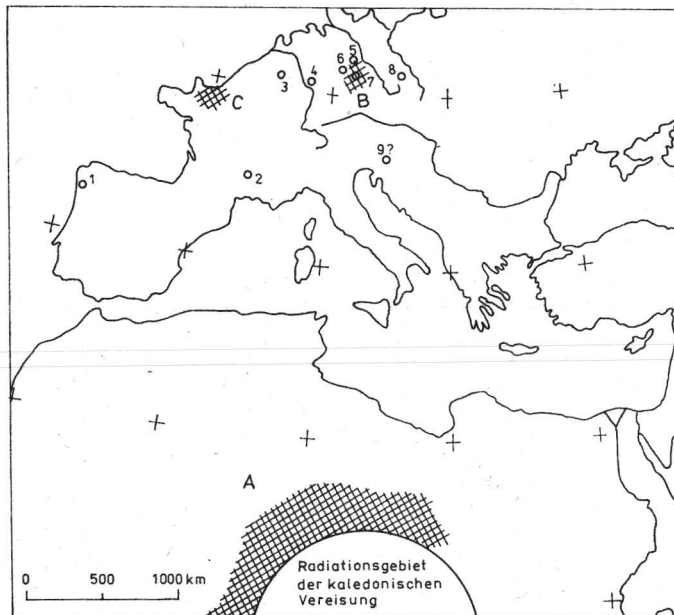 5
6
4
8
3
7
C
B
9?
1
2
A
Radiationsgebiet
der kaledonischen
Vereisung
0 500 1000 km